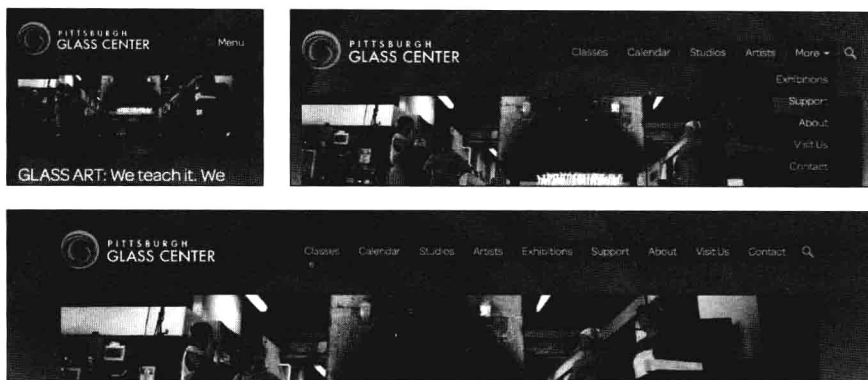 PITTSBURGH
GLASS CENTER
Menu
GLASS ART: We teach it. We
PITTSBURGH
GLASS CENTER
Classes Calendar Studios Artists More
Exhibitions
Support
About
Visit Us
Contact
PITTSBURGH
GLASS CENTER
Classes Calendar Studios Artists Exhibitions Support About Visit Us Contact